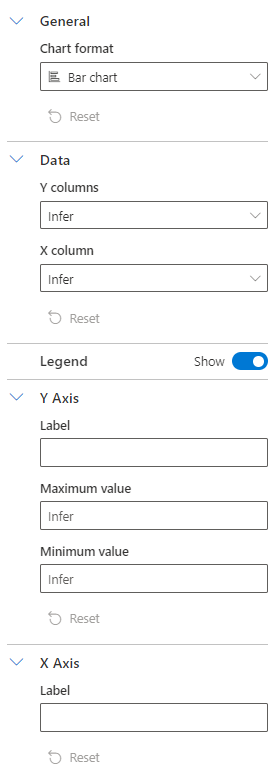 General
Chart format
Bar chart
Reset
Data
Y columns
Infer
X column
Infer
Reset
Legend Show
Y Axis
Label
Maximum value
Infer
Minimum value
Infer
Reset
X Axis
Label
Reset